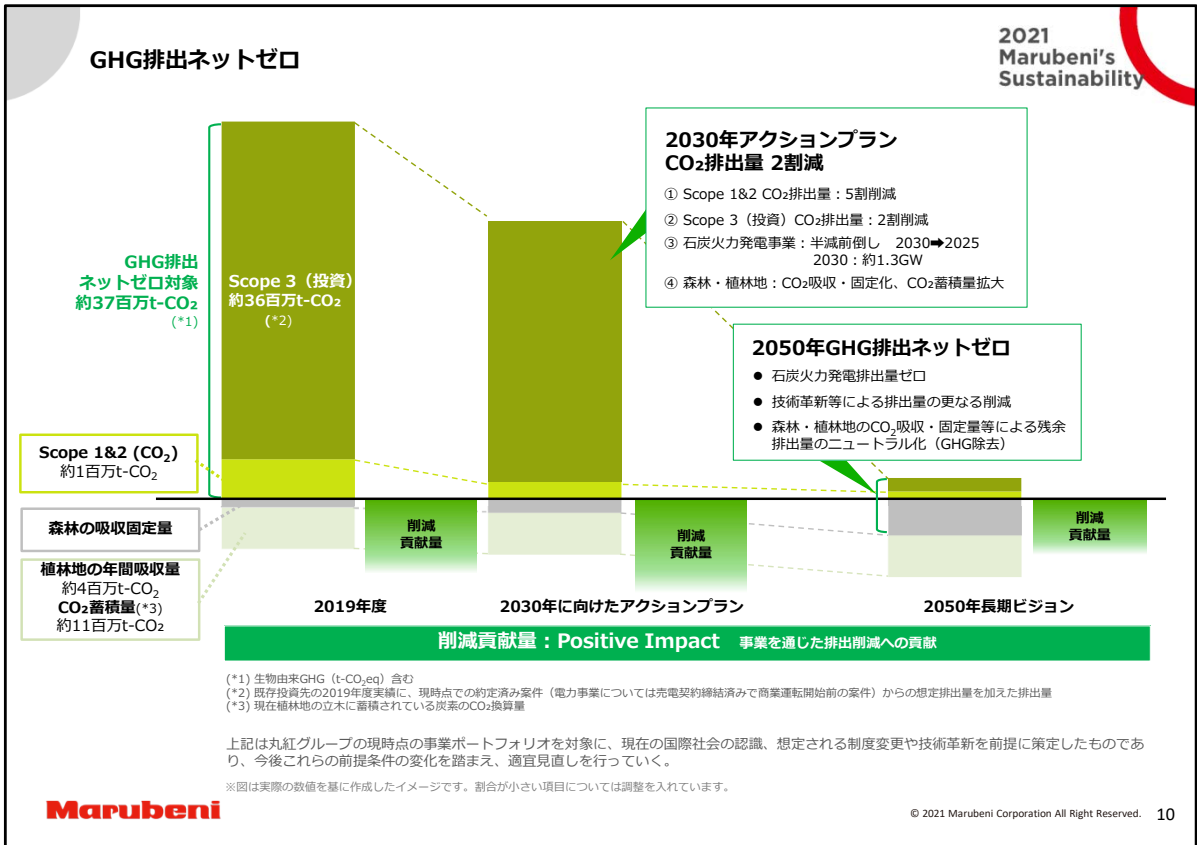 GHG排出ネットゼロ
2021
Marubeni's
Sustainability
GHG排出
ネットゼロ対象
約37百万t-CO₂
(*1)
Scope 3（投資）
約36百万t-CO₂
(*2)
2030年アクションプラン
CO₂排出量 2割減
① Scope 1&2 CO₂排出量：5割削減
② Scope 3（投資）CO₂排出量：2割削減
③ 石炭火力発電事業：半減前倒し 2030➡2025
2030：約1.3GW
④ 森林・植林地：CO₂吸収・固定化、CO₂蓄積量拡大
2050年GHG排出ネットゼロ
● 石炭火力発電排出量ゼロ
● 技術革新等による排出量の更なる削減
● 森林・植林地のCO₂吸収・固定量等による残余
排出量のニュートラル化（GHG除去）
Scope 1&2 (CO₂)
約1百万t-CO₂
森林の吸収固定量
植林地の年間吸収量
約4百万t-CO₂
CO₂蓄積量(*3)
約11百万t-CO₂
削減
貢献量
削減
貢献量
削減
貢献量
2019年度
2030年に向けたアクションプラン
2050年長期ビジョン
削減貢献量：Positive Impact 事業を通じた排出削減への貢献
(*1) 生物由来GHG（t-CO₂eq）含む
(*2) 既存投資先の2019年度実績に、現時点での約定済み案件（電力事業については売電契約締結済みで商業運転開始前の案件）からの想定排出量を加えた排出量
(*3) 現在植林地の立木に蓄積されている炭素のCO₂換算量
上記は丸紅グループの現時点の事業ポートフォリオを対象に、現在の国際社会の認識、想定される制度変更や技術革新を前提に策定したものであ
り、今後これらの前提条件の変化を踏まえ、適宜見直しを行っていく。
※図は実際の数値を基に作成したイメージです。割合が小さい項目については調整を入れています。
Marubeni
© 2021 Marubeni Corporation All Right Reserved. 10